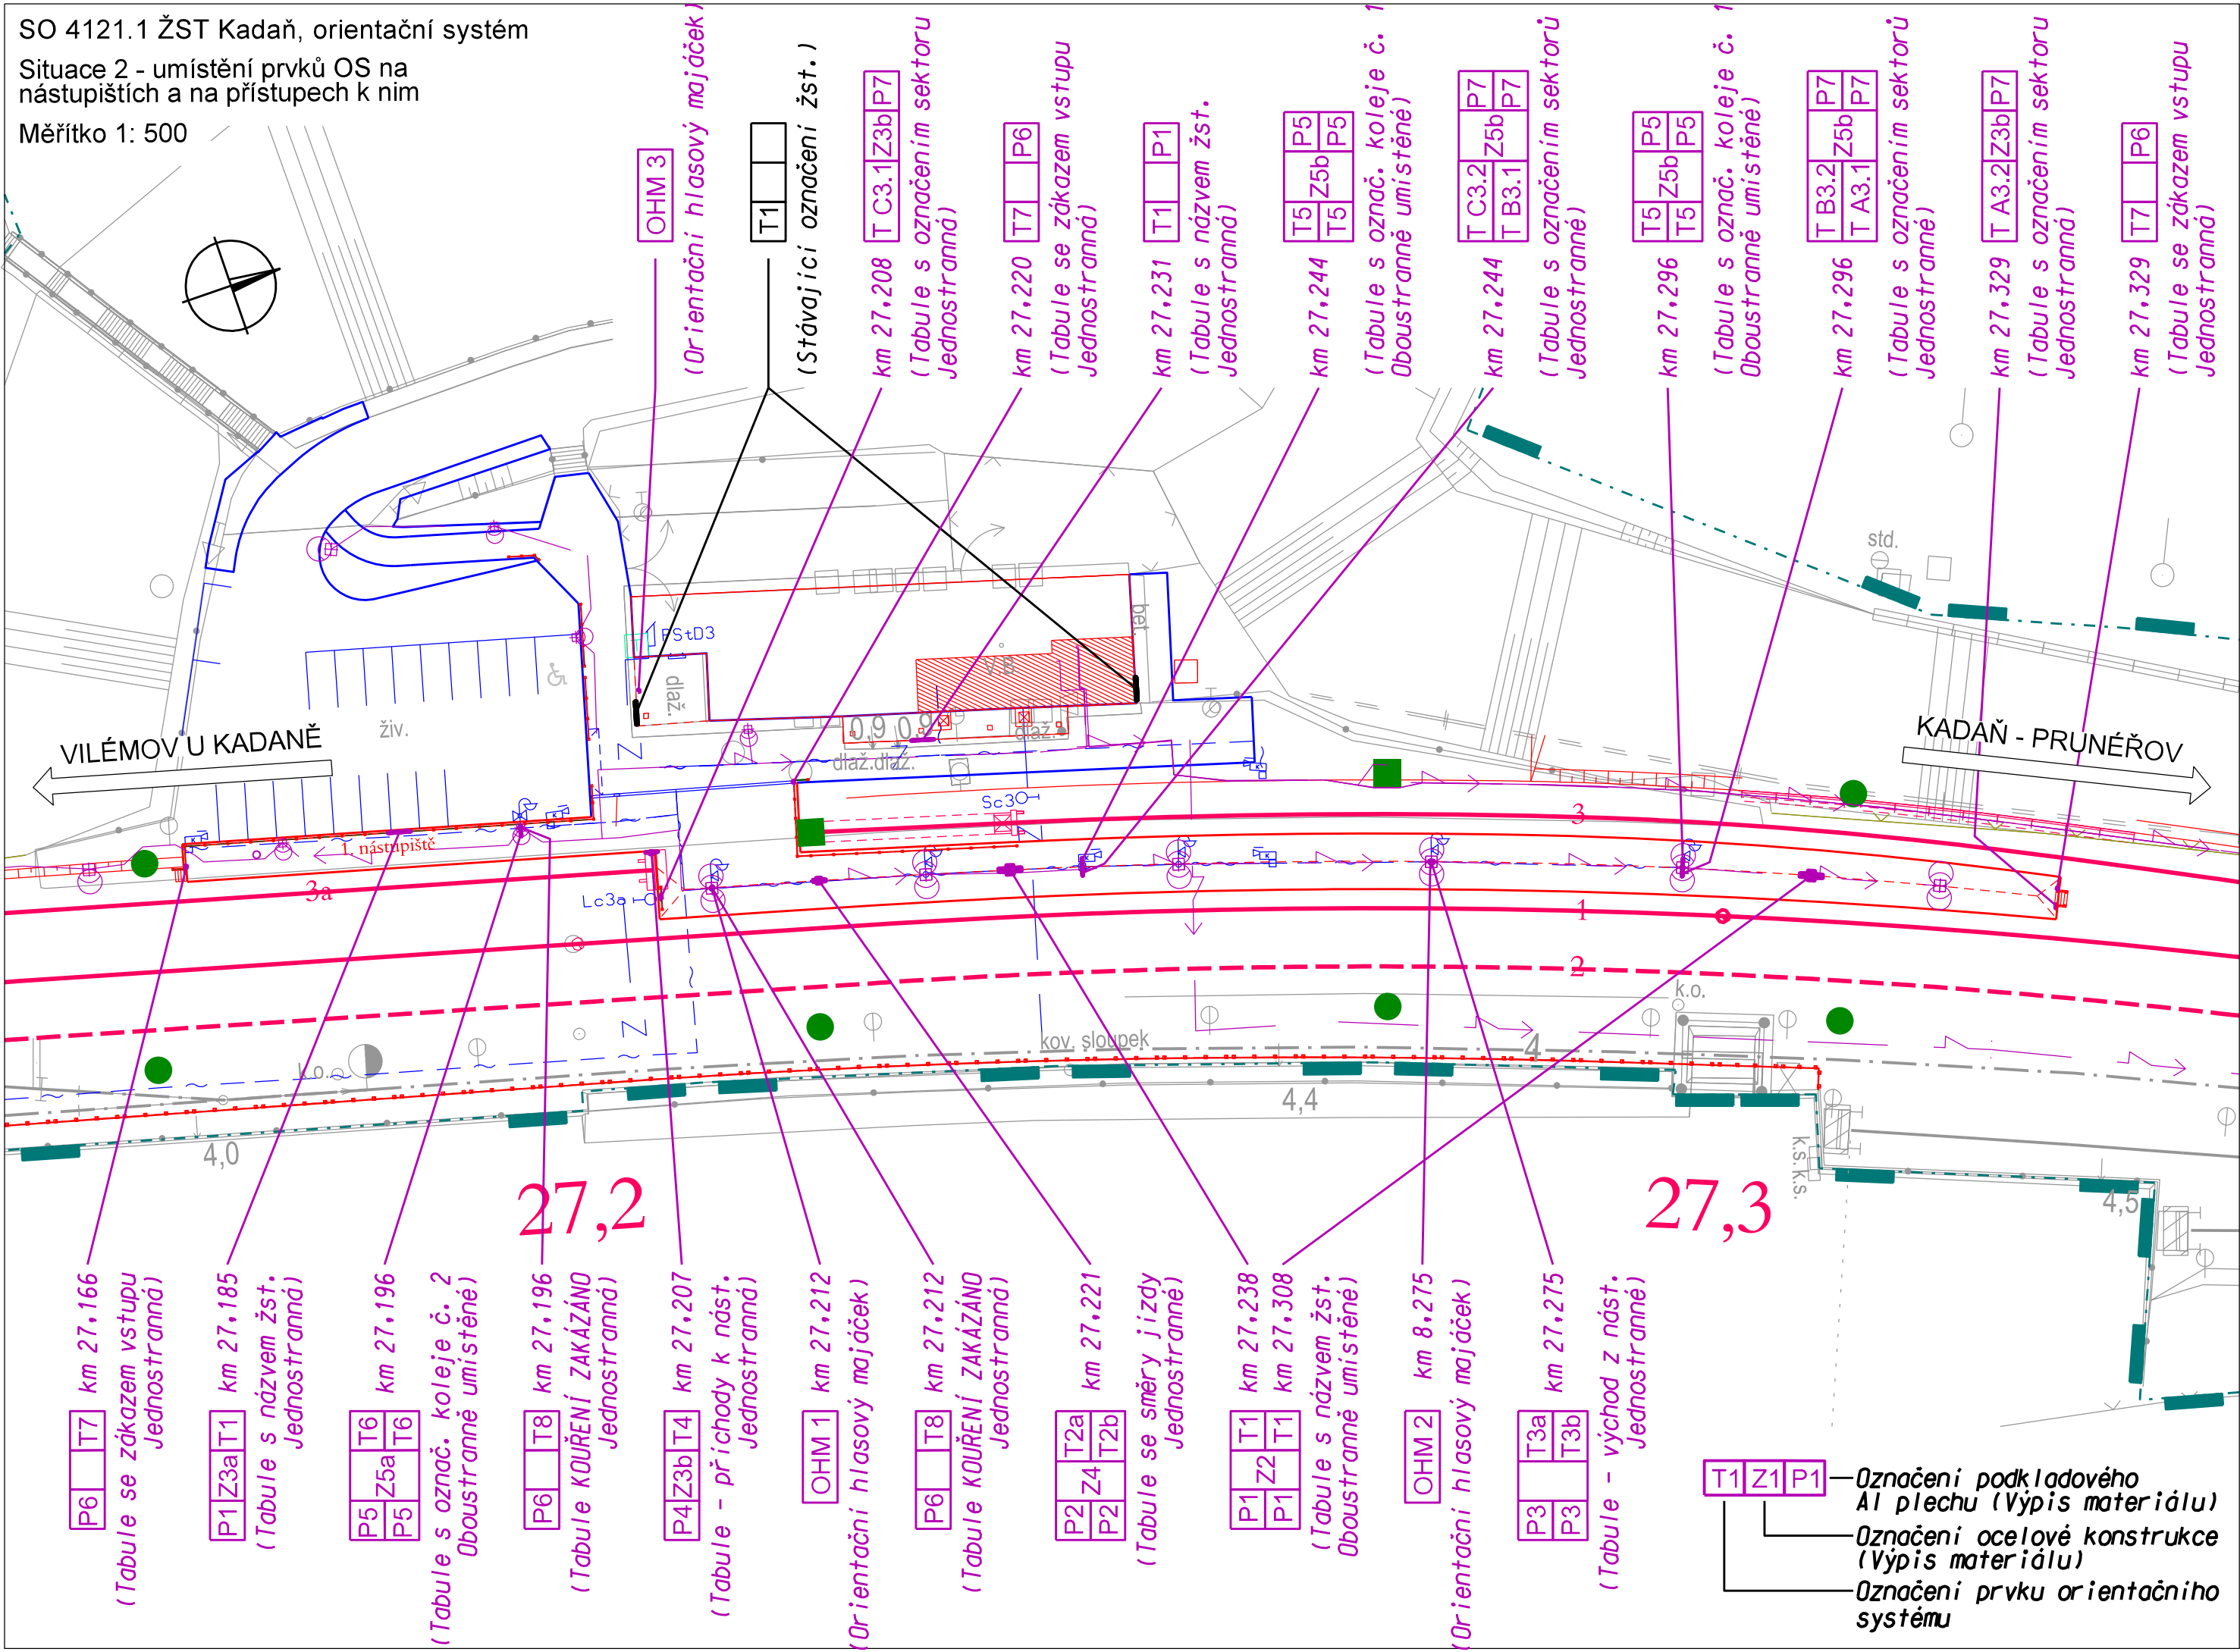 SO 4121.1 ŽST Kadaň, orientační systém
Situace 2 - umístění prvků OS na
nástupištích a na přístupech k nim
Měřítko 1: 500
OHM 3
(Orientační hlasový majáček)
T1
(Stávající označení žst.)
T C3.1 Z3b P7
km 27,208
(Tabule s označením sektoru
Jednostranná)
T7 P6
km 27,220
(Tabule se zákazem vstupu
Jednostranná)
T1 P1
km 27,231
(Tabule s názvem žst.
Jednostranná)
T5 Z5b P5
T5 P5
km 27,244
(Tabule s označ. koleje č. 1
Oboustranně umístěné)
T C3.2 Z5b P7
T B3.1 P7
km 27,244
(Tabule s označením sektorů
Jednostranné)
T5 Z5b P5
T5 P5
km 27,296
(Tabule s označ. koleje č. 1
Oboustranně umístěné)
T B3.2 Z5b P7
T A3.1 P7
km 27,296
(Tabule s označením sektorů
Jednostranné)
T A3.2 Z3b P7
km 27,329
(Tabule s označením sektoru
Jednostranná)
T7 P6
km 27,329
(Tabule se zákazem vstupu
Jednostranná)
std.
PStD3
bet.
V.B.
dlaž.
0,9 0,9
dlaž.
dlaž.dlaž.
živ.
VILÉMOV U KADANĚ
KADAŇ - PRUNÉŘOV
Sc3
1. nástupiště
3
3a
Lc3a
1
2
k.o.
kov. sloupek
4
k.o.
4,0
4,4
4,5
k.s.k.s.
27,2
27,3
P6 T7
km 27,166
(Tabule se zákazem vstupu
Jednostranná)
P1 Z3a T1
km 27,185
(Tabule s názvem žst.
Jednostranná)
P5 Z5a T6
P5 T6
km 27,196
(Tabule s označ. koleje č. 2
Oboustranně umístěné)
P6 T8
km 27,196
(Tabule KOUŘENÍ ZAKÁZÁNO
Jednostranná)
P4 Z3b T4
km 27,207
(Tabule - příchody k nást.
Jednostranná)
OHM 1
km 27,212
(Orientační hlasový majáček)
P6 T8
km 27,212
(Tabule KOUŘENÍ ZAKÁZÁNO
Jednostranná)
P2 Z4 T2a
P2 T2b
km 27,221
(Tabule se směry jízdy
Jednostranné)
P1 Z2 T1
P1 T1
km 27,238
km 27,308
(Tabule s názvem žst.
Oboustranně umístěné)
OHM 2
km 8,275
(Orientační hlasový majáček)
P3 T3a
P3 T3b
km 27,275
(Tabule - východ z nást.
Jednostranné)
T1 Z1 P1
Označení podkladového
Al plechu (Výpis materiálu)
Označení ocelové konstrukce
(Výpis materiálu)
Označení prvku orientačního
systému